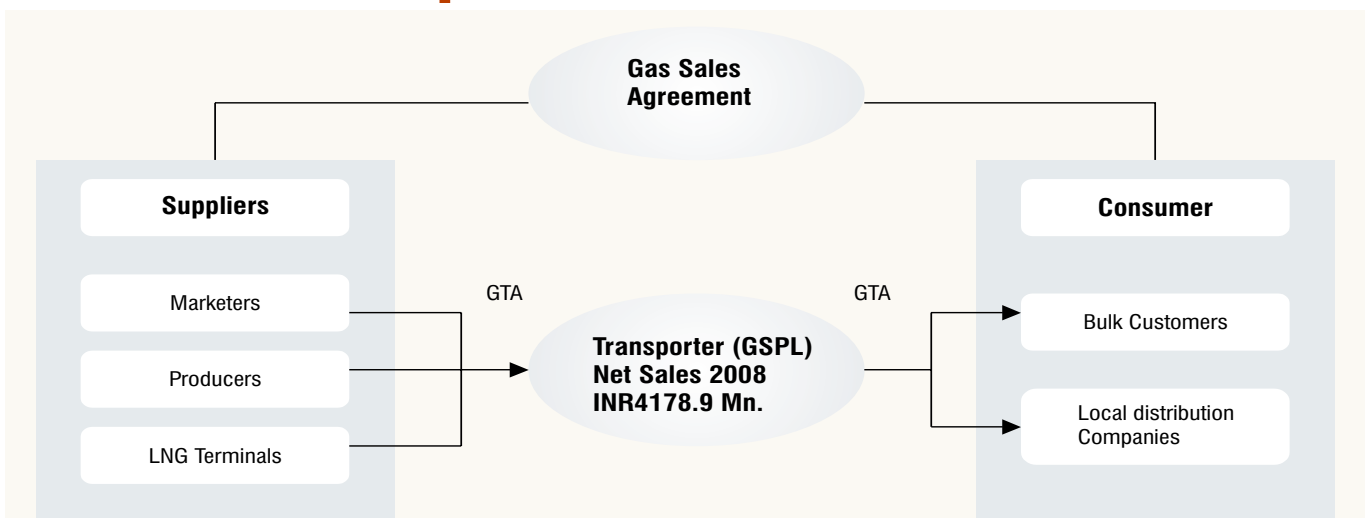 Gas Sales
Agreement
Suppliers
Consumer
Marketers
GTA
GTA
Bulk Customers
Transporter (GSPL)
Net Sales 2008
INR4178.9 Mn.
Producers
Local distribution
Companies
LNG Terminals